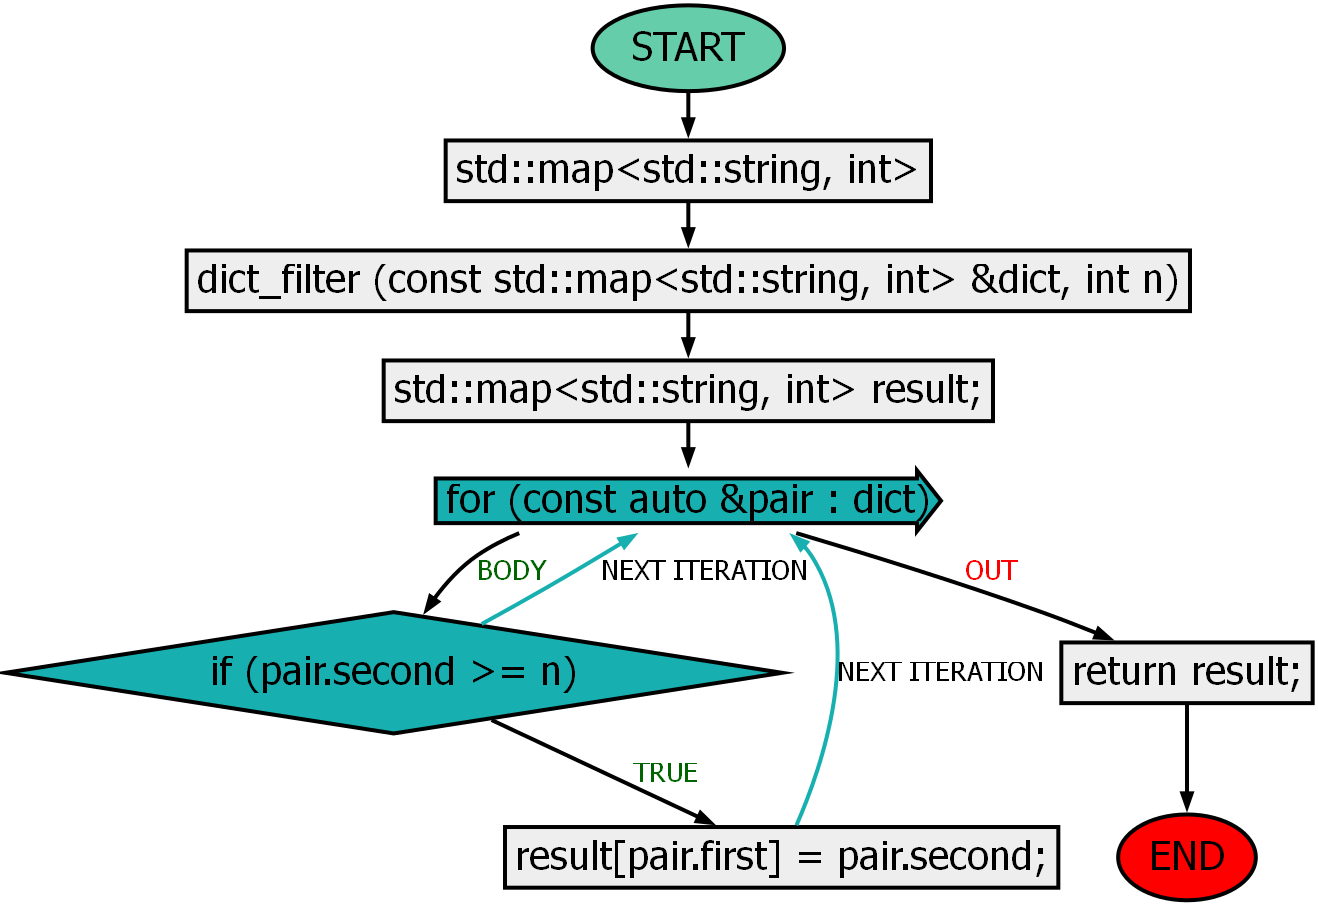 START
std::map<std::string, int>
dict_filter (const std::map<std::string, int> &dict, int n)
std::map<std::string, int> result;
for (const auto &pair : dict)
BODY
NEXT ITERATION
OUT
if (pair.second >= n)
NEXT ITERATION
return result;
TRUE
result[pair.first] = pair.second;
END